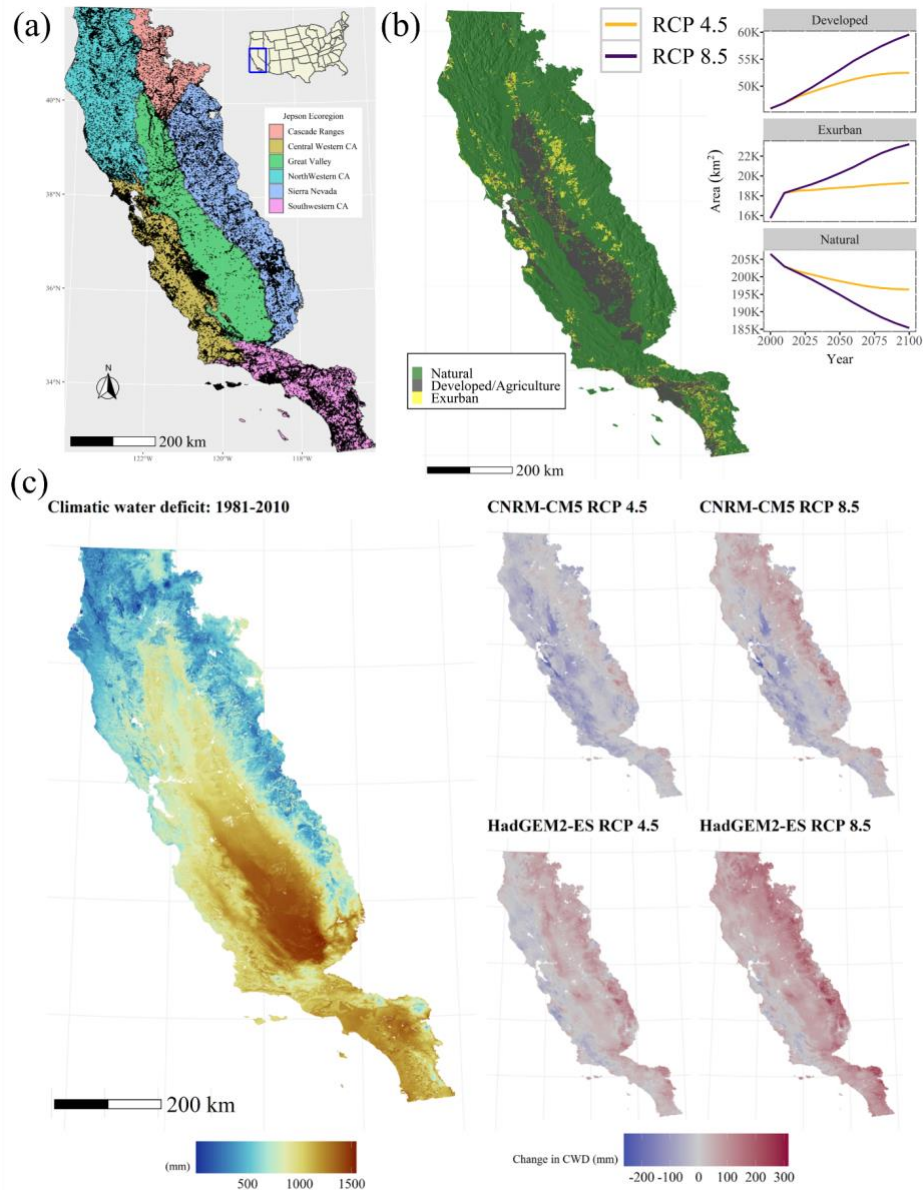 (a)
40°N
38°N
36°N
34°N
122°W
120°W
118°W
Jepson Ecoregion
Cascade Ranges
Central Western CA
Great Valley
NorthWestern CA
Sierra Nevada
Southwestern CA
N
200 km
(b)
RCP 4.5
RCP 8.5
Natural
Developed/Agriculture
Exurban
200 km
Developed
60K
55K
50K
Exurban
22K
20K
18K
16K
Natural
205K
200K
195K
190K
185K
Area (km²)
2000
2025
2050
2075
2100
Year
(c)
Climatic water deficit: 1981-2010
CNRM-CM5 RCP 4.5
CNRM-CM5 RCP 8.5
HadGEM2-ES RCP 4.5
HadGEM2-ES RCP 8.5
200 km
(mm)
500
1000
1500
Change in CWD (mm)
-200 -100 0 100 200 300